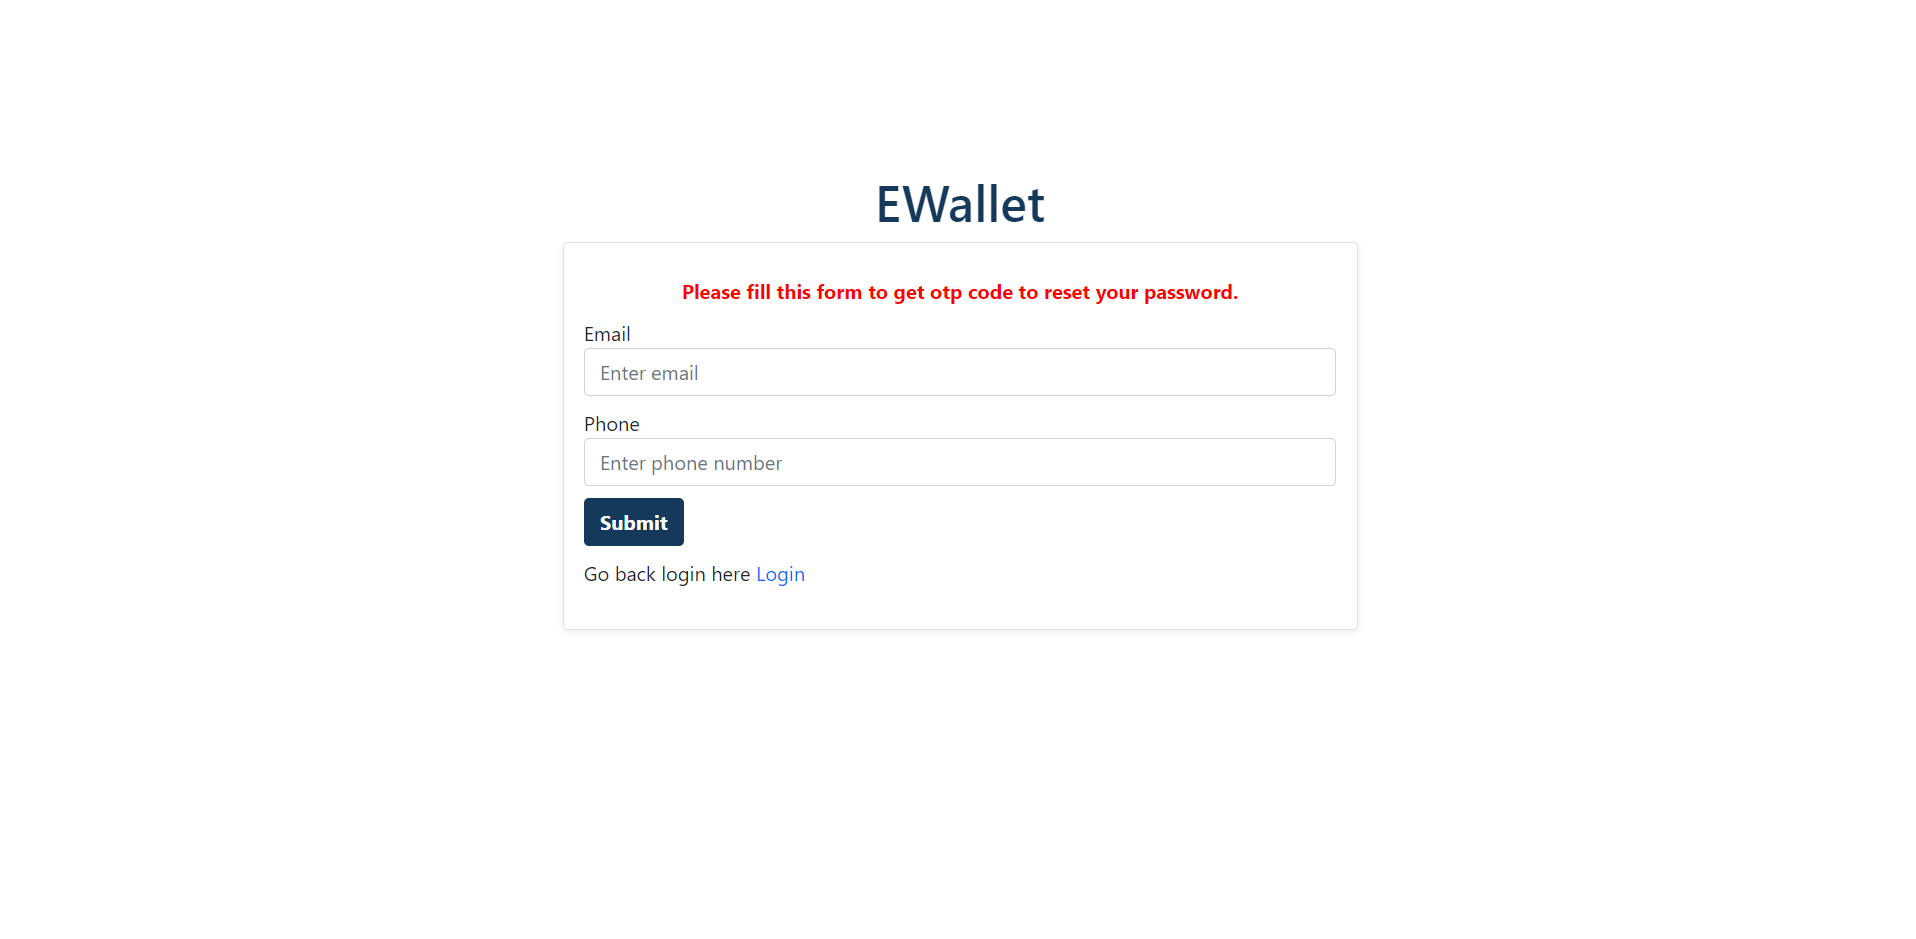 EWallet
Please fill this form to get otp code to reset your password.
Email
Enter email
Phone
Enter phone number
Submit
Go back login here Login